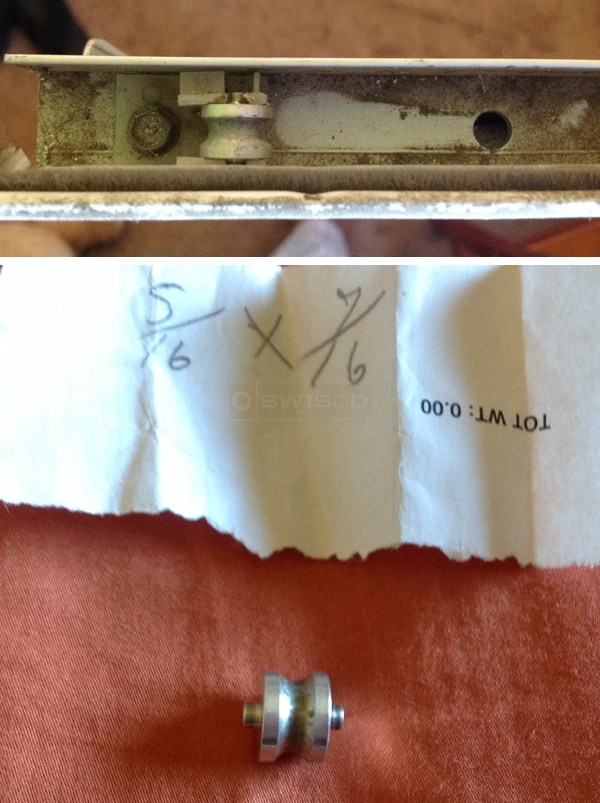 5/16 X 7/16
SWISCO
TOT WT: 0.00